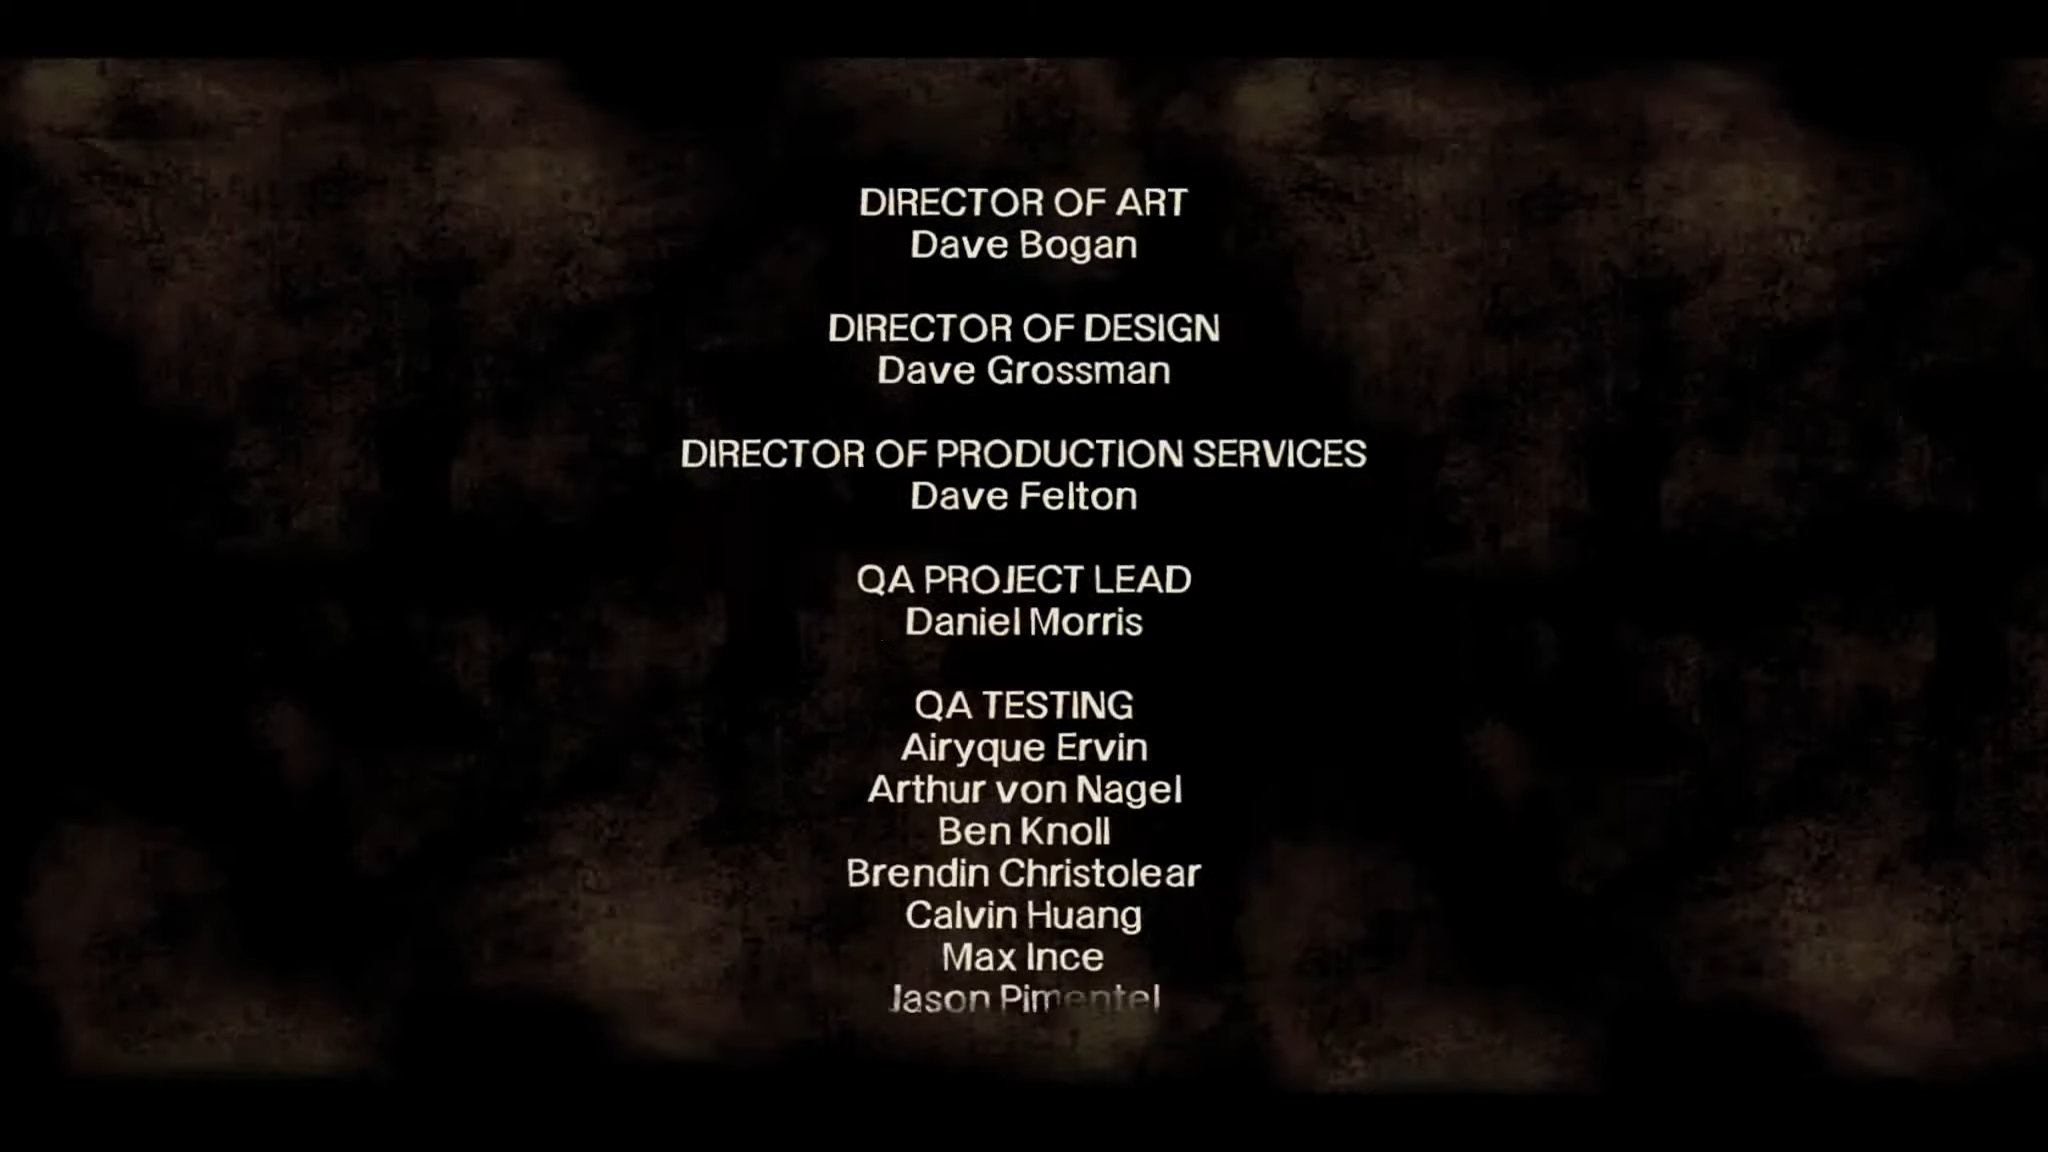 DIRECTOR OF ART
Dave Bogan
DIRECTOR OF DESIGN
Dave Grossman
DIRECTOR OF PRODUCTION SERVICES
Dave Felton
QA PROJECT LEAD
Daniel Morris
QA TESTING
Airyque Ervin
Arthur von Nagel
Ben Knoll
Brendin Christolear
Calvin Huang
Max Ince
Jason Pimentel